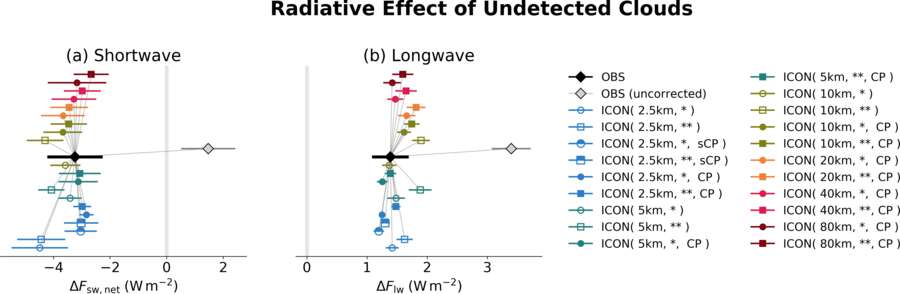 Radiative Effect of Undetected Clouds
(a) Shortwave
−4 −2 0 2
ΔFsw, net (W m−2)
(b) Longwave
0 1 2 3
ΔFlw (W m−2)
OBS
OBS (uncorrected)
ICON( 2.5km, * )
ICON( 2.5km, ** )
ICON( 2.5km, *, sCP )
ICON( 2.5km, **, sCP )
ICON( 2.5km, *, CP )
ICON( 2.5km, **, CP )
ICON( 5km, * )
ICON( 5km, ** )
ICON( 5km, *, CP )
ICON( 5km, **, CP )
ICON( 10km, * )
ICON( 10km, ** )
ICON( 10km, *, CP )
ICON( 10km, **, CP )
ICON( 20km, *, CP )
ICON( 20km, **, CP )
ICON( 40km, *, CP )
ICON( 40km, **, CP )
ICON( 80km, *, CP )
ICON( 80km, **, CP )